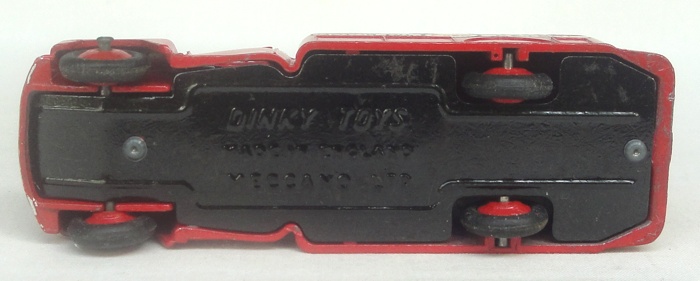 DINKY TOYS
MADE IN ENGLAND
MECCANO LTD